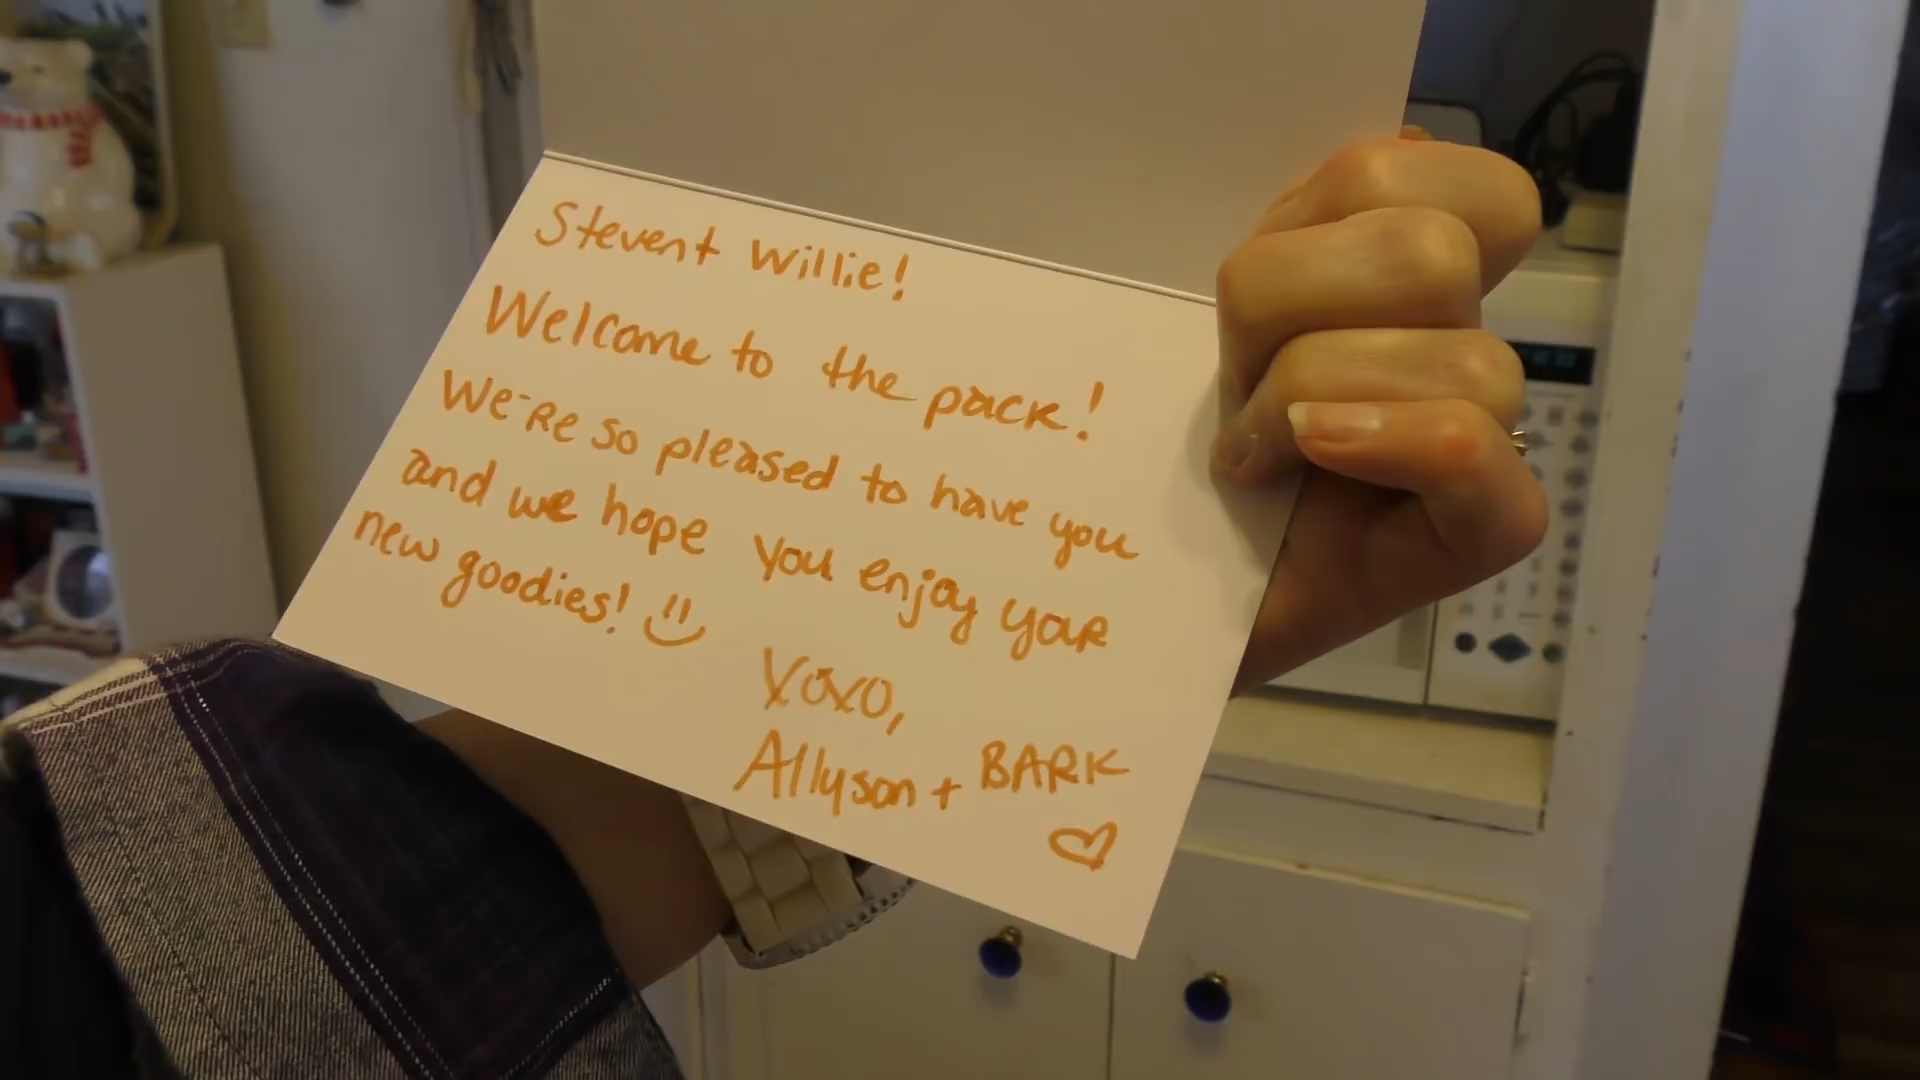 Steven + Willie!
Welcome to the pack!
We're so pleased to have you
and we hope you enjoy your
new goodies! :)
XOXO,
Allyson + BARK
♡